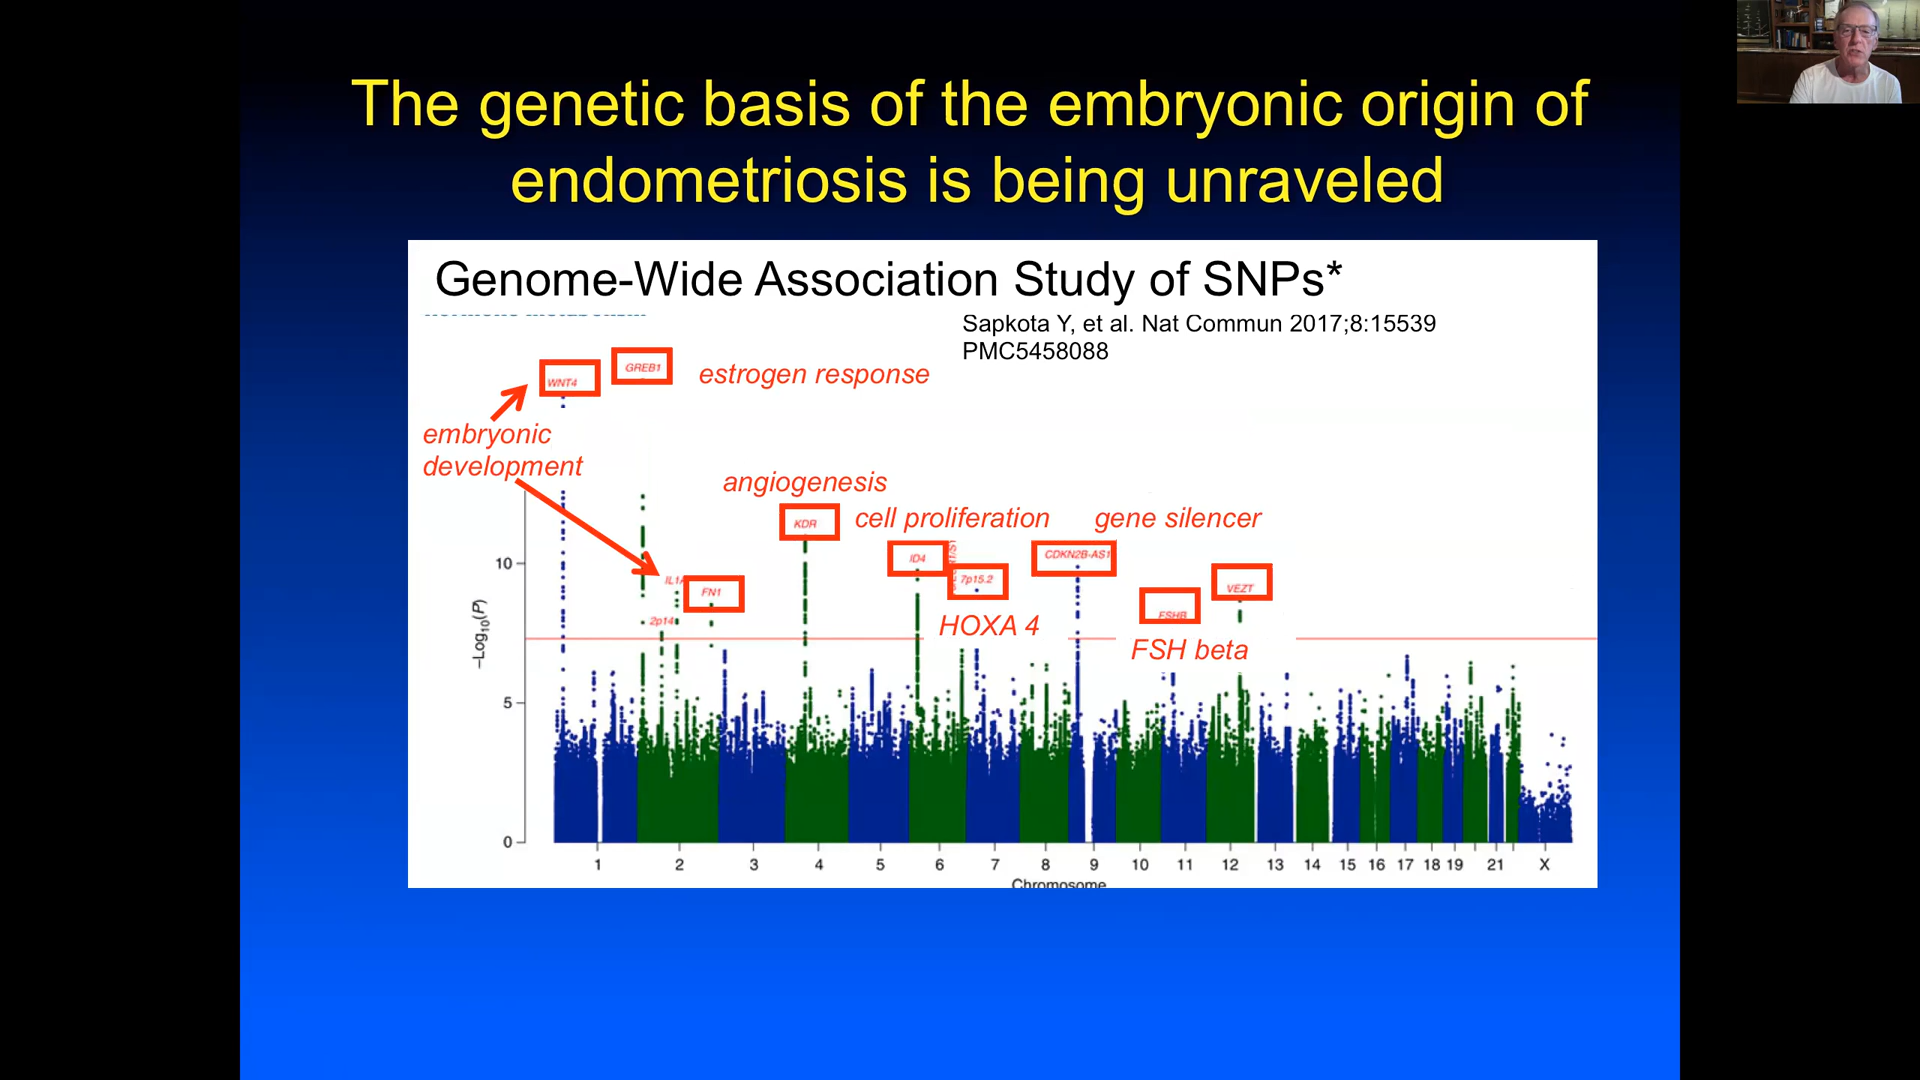 The genetic basis of the embryonic origin of
endometriosis is being unraveled
Genome-Wide Association Study of SNPs*
Sapkota Y, et al. Nat Commun 2017;8:15539
PMC5458088
WNT4
GREB1
estrogen response
embryonic
development
angiogenesis
KDR
cell proliferation
gene silencer
ID4
7p15.2
CDKN2B-AS1
FN1
2p14
FSHB
VEZT
HOXA 4
FSH beta
−Log10(P)
10
5
0
1 2 3 4 5 6 7 8 9 10 11 12 13 14 15 16 17 18 19 21 X
Chromosome